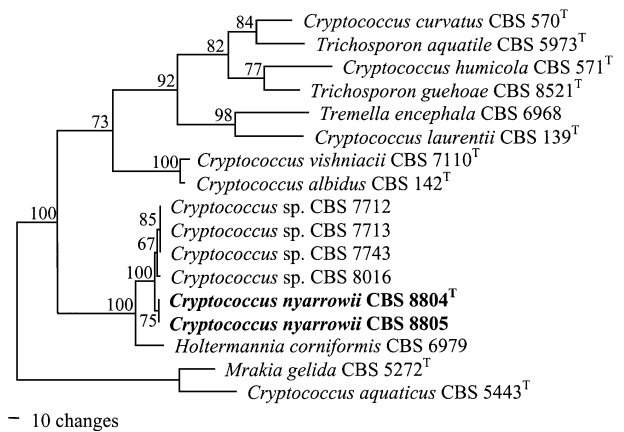 84 Cryptococcus curvatus CBS 570ᵀ
82 Trichosporon aquatile CBS 5973ᵀ
77 Cryptococcus humicola CBS 571ᵀ
92 Trichosporon guehoae CBS 8521ᵀ
98 Tremella encephala CBS 6968
73 Cryptococcus laurentii CBS 139ᵀ
100 Cryptococcus vishniacii CBS 7110ᵀ
Cryptococcus albidus CBS 142ᵀ
100 85 Cryptococcus sp. CBS 7712
Cryptococcus sp. CBS 7713
67 Cryptococcus sp. CBS 7743
100 Cryptococcus sp. CBS 8016
100 Cryptococcus nyarrowii CBS 8804ᵀ
75 Cryptococcus nyarrowii CBS 8805
Holtermannia corniformis CBS 6979
Mrakia gelida CBS 5272ᵀ
Cryptococcus aquaticus CBS 5443ᵀ
10 changes